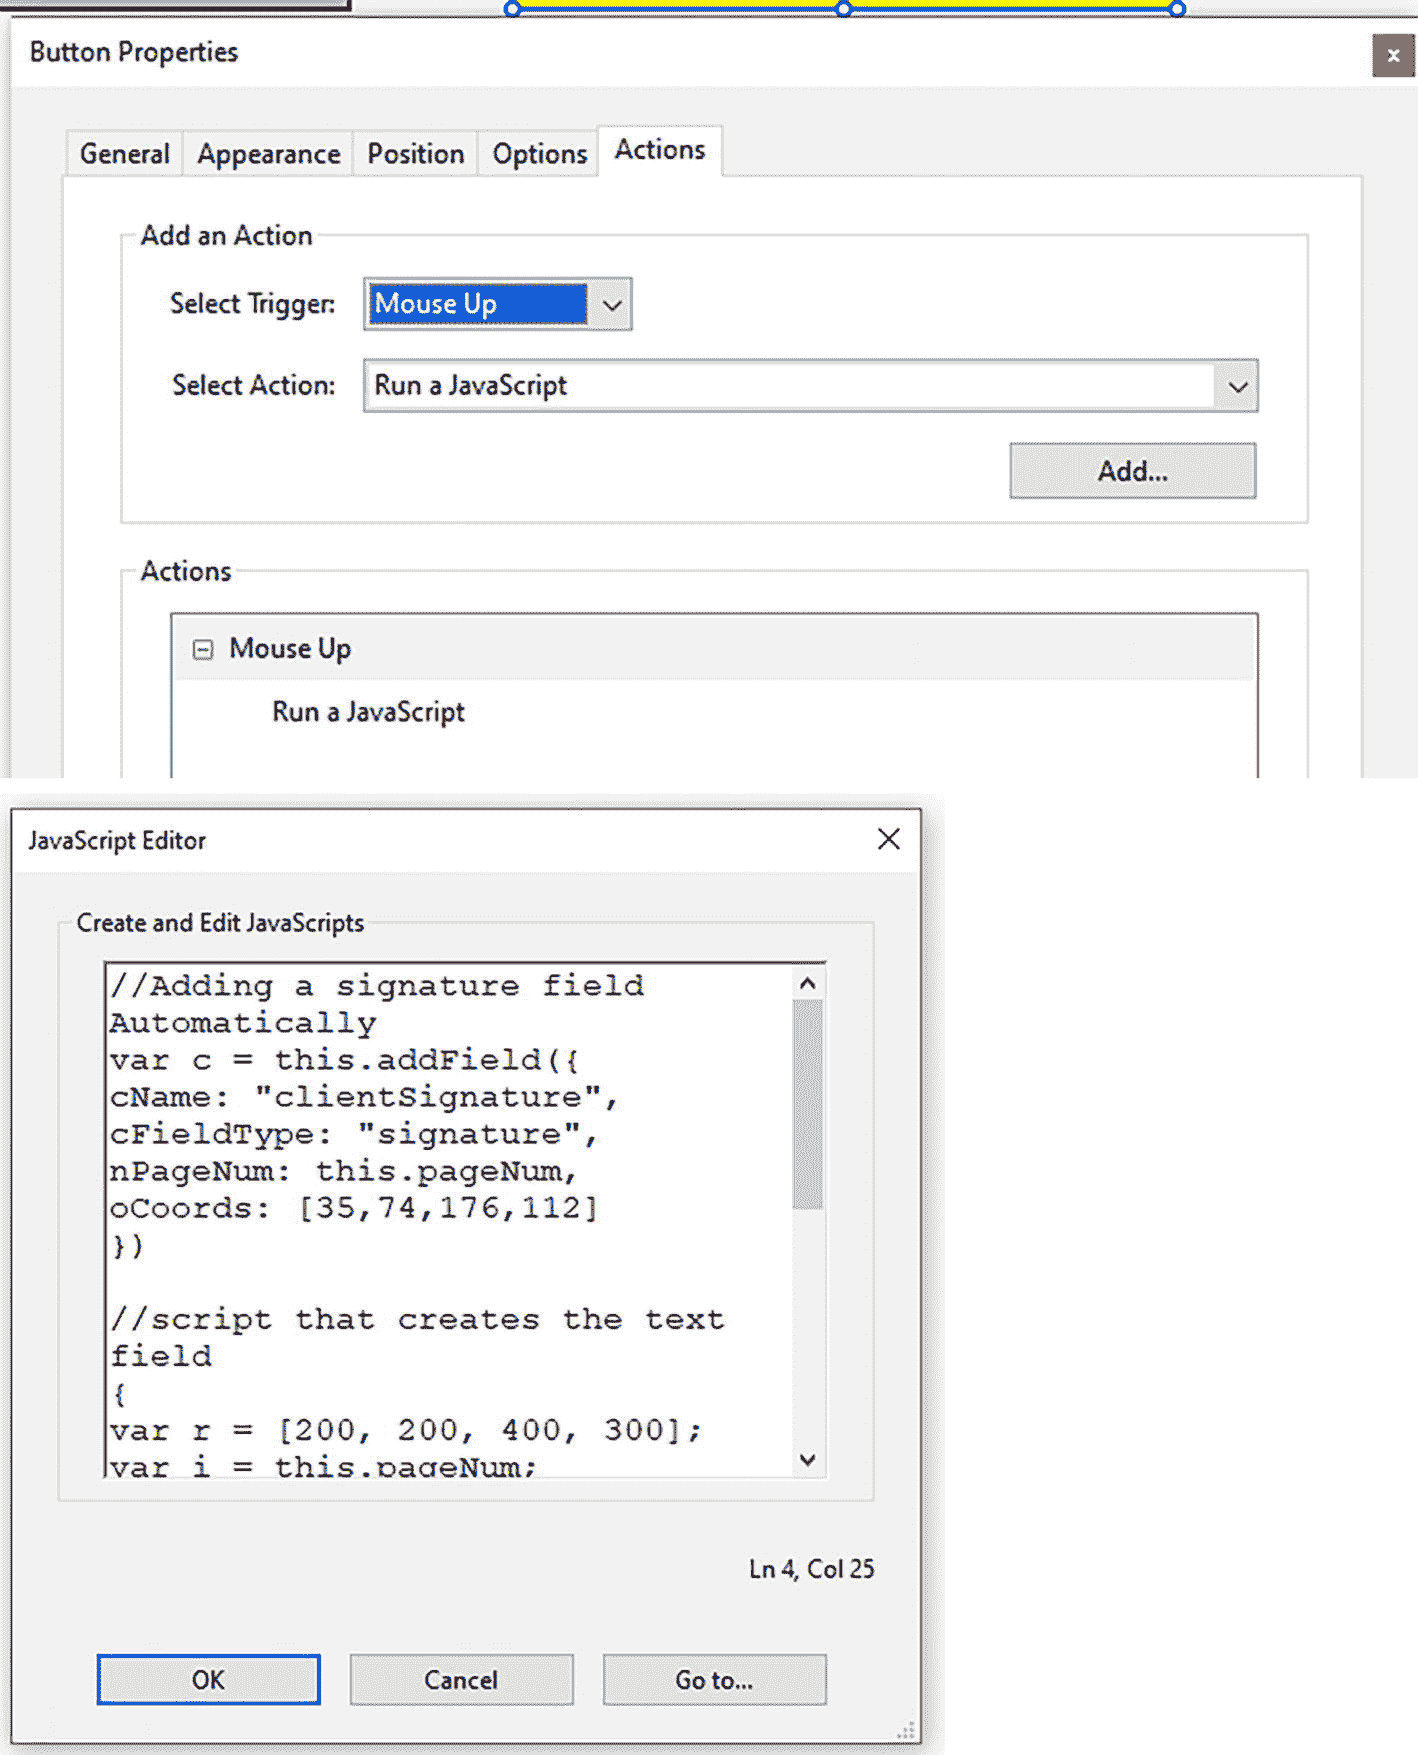 Button Properties
x
General Appearance Position Options Actions
Add an Action
Select Trigger: Mouse Up
Select Action: Run a JavaScript
Add...
Actions
Mouse Up
Run a JavaScript
JavaScript Editor
Create and Edit JavaScripts
//Adding a signature field
Automatically
var c = this.addField({
cName: "clientSignature",
cFieldType: "signature",
nPageNum: this.pageNum,
oCoords: [35,74,176,112]
})
//script that creates the text
field
{
var r = [200, 200, 400, 300];
var i = this.pageNum;
Ln 4, Col 25
OK Cancel Go to...